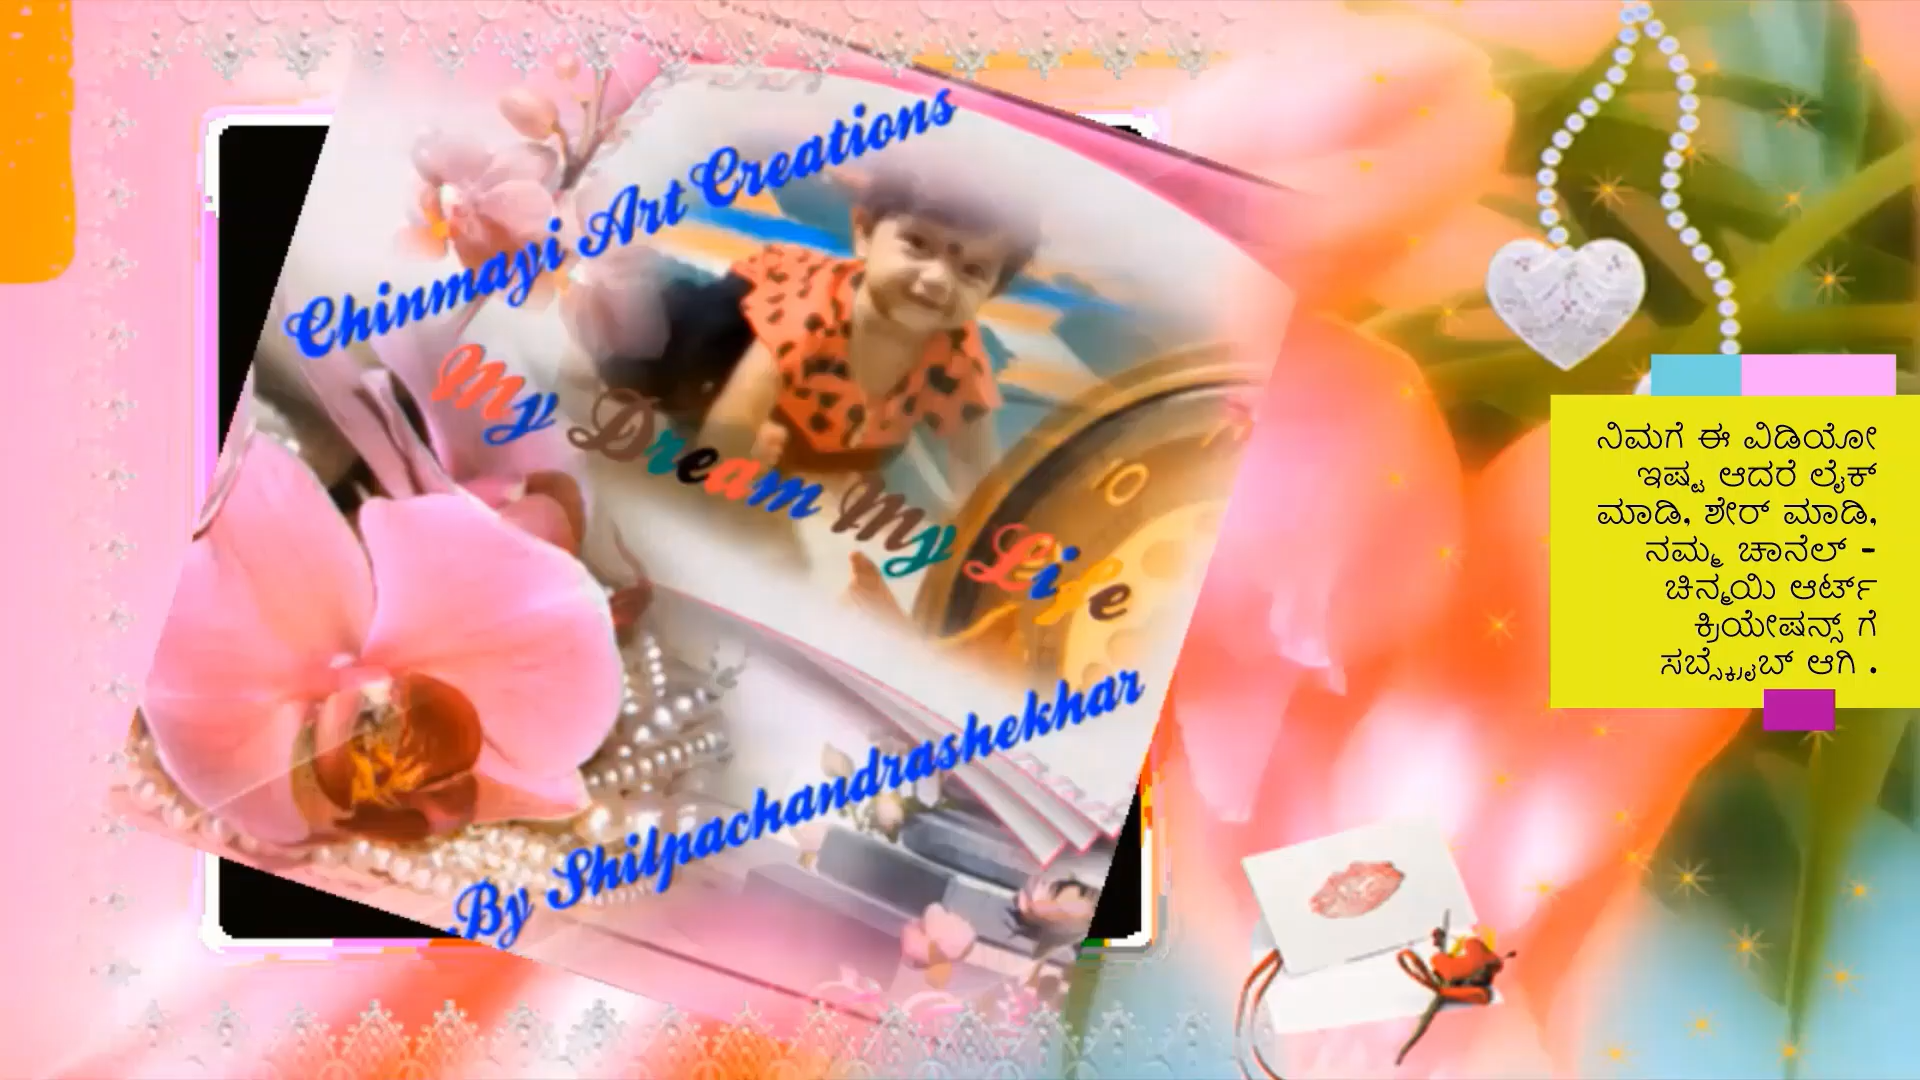 Chinmayi Art Creations
My Dream My Life
By Shilpachandrashekhar
ನಿಮಗೆ ಈ ವಿಡಿಯೋ
ಇಷ್ಟ ಆದರೆ ಲೈಕ್
ಮಾಡಿ, ಶೇರ್ ಮಾಡಿ,
ನಮ್ಮ ಚಾನೆಲ್ -
ಚಿನ್ಮಯಿ ಆರ್ಟ್
ಕ್ರಿಯೇಷನ್ಸ್ ಗೆ
ಸಬ್ಸ್ಕ್ರೈಬ್ ಆಗಿ .